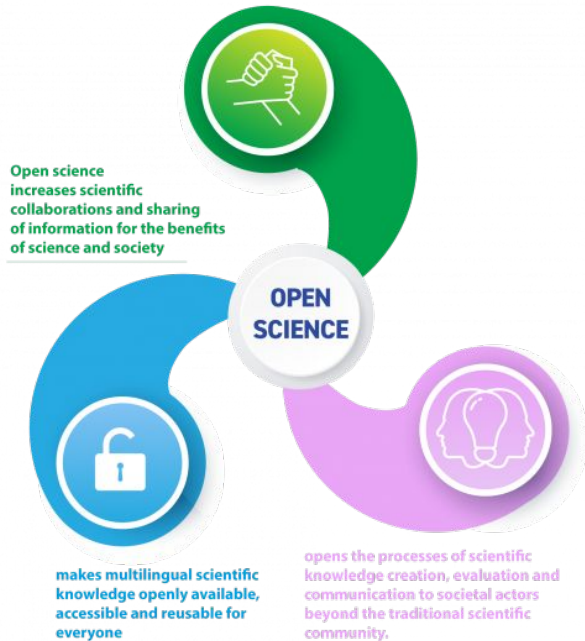 Open science
increases scientific
collaborations and sharing
of information for the benefits
of science and society
OPEN
SCIENCE
makes multilingual scientific
knowledge openly available,
accessible and reusable for
everyone
opens the processes of scientific
knowledge creation, evaluation and
communication to societal actors
beyond the traditional scientific
community.